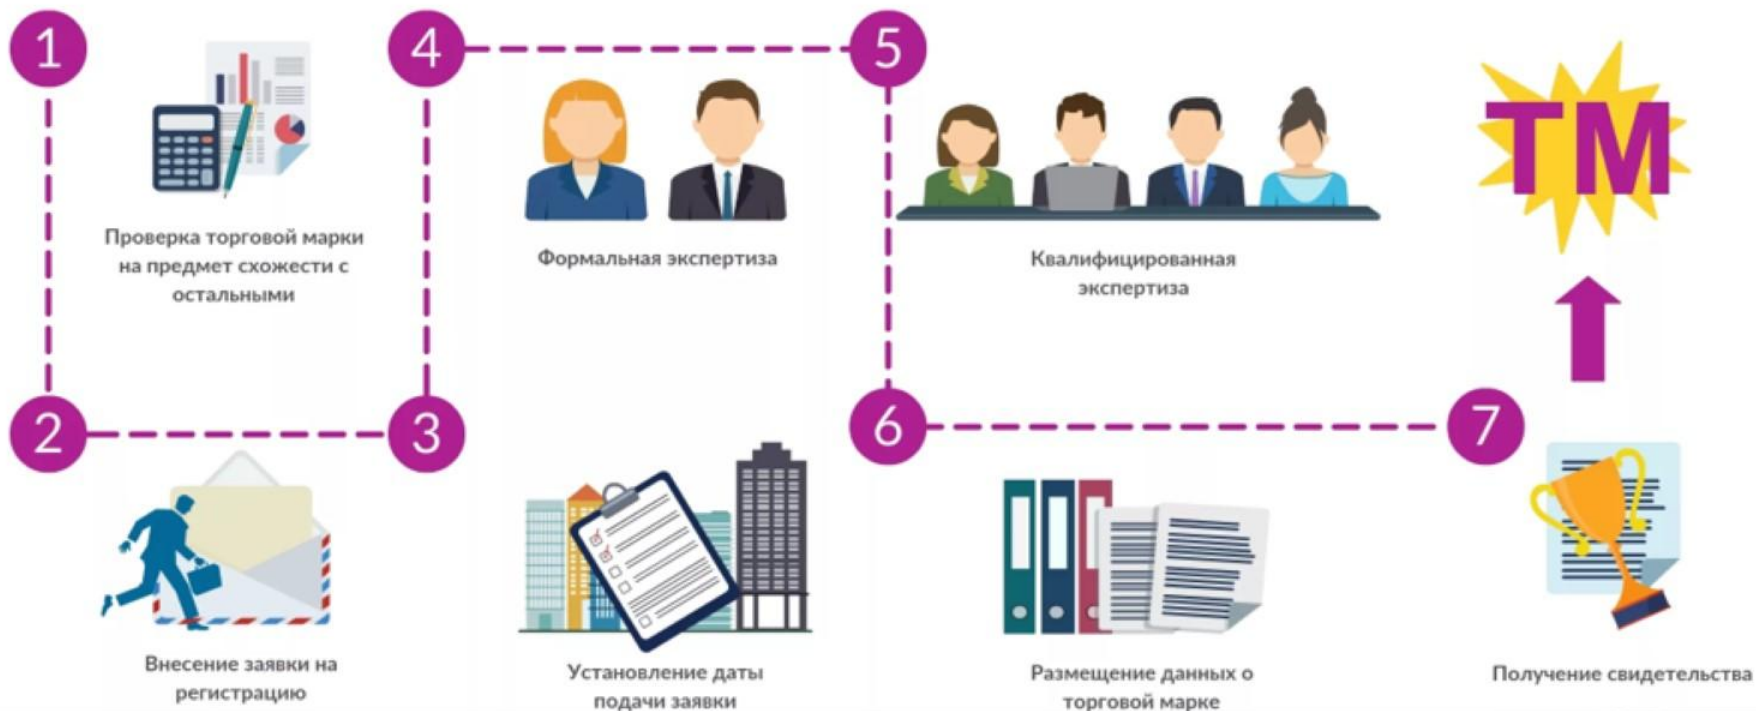 1
Проверка торговой марки
на предмет схожести с
остальными
2
Внесение заявки на
регистрацию
3
Установление даты
подачи заявки
4
Формальная экспертиза
5
Квалифицированная
экспертиза
6
Размещение данных о
торговой марке
7
Получение свидетельства
ТМ